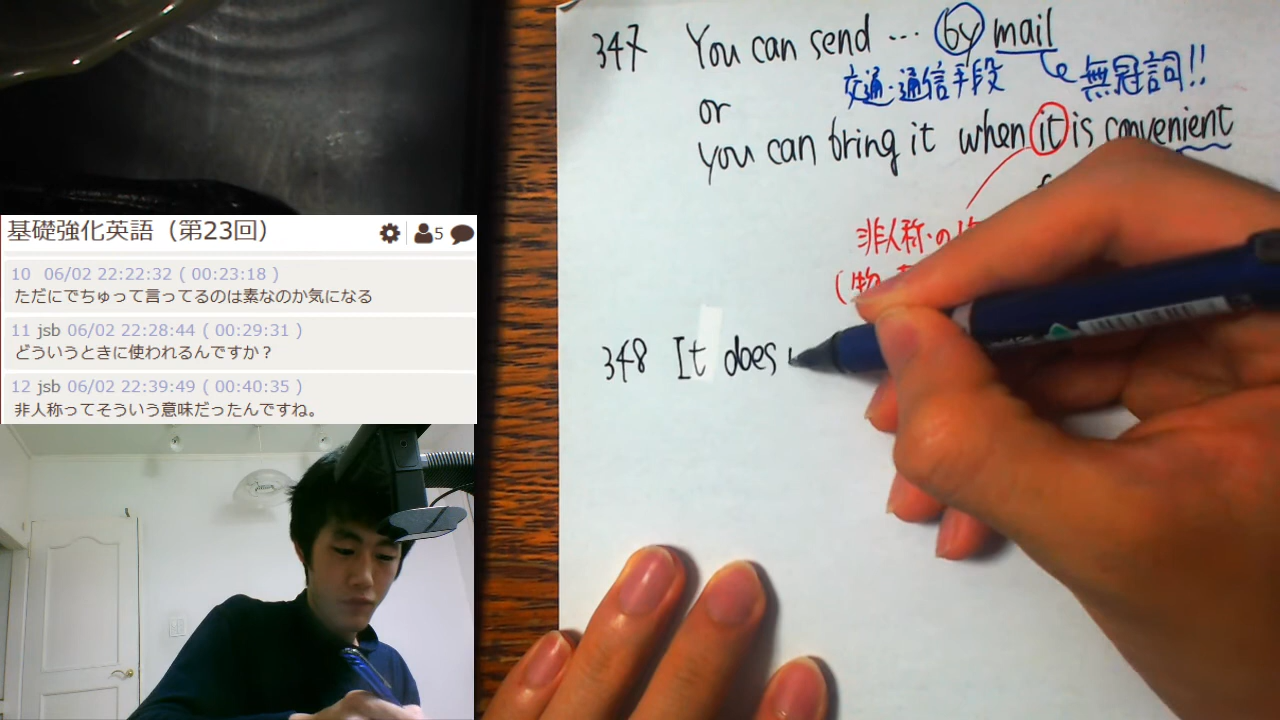 基礎強化英語（第23回）
5
10 06/02 22:22:32 ( 00:23:18 )
ただにでちゅって言ってるのは素なのか気になる
11 jsb 06/02 22:28:44 ( 00:29:31 )
どういうときに使われるんですか？
12 jsb 06/02 22:39:49 ( 00:40:35 )
非人称ってそういう意味だったんですね。
347 You can send ... by mail
交通・通信手段 無冠詞!!
or
you can bring it when it is convenient
非人称の
(物
348 It does